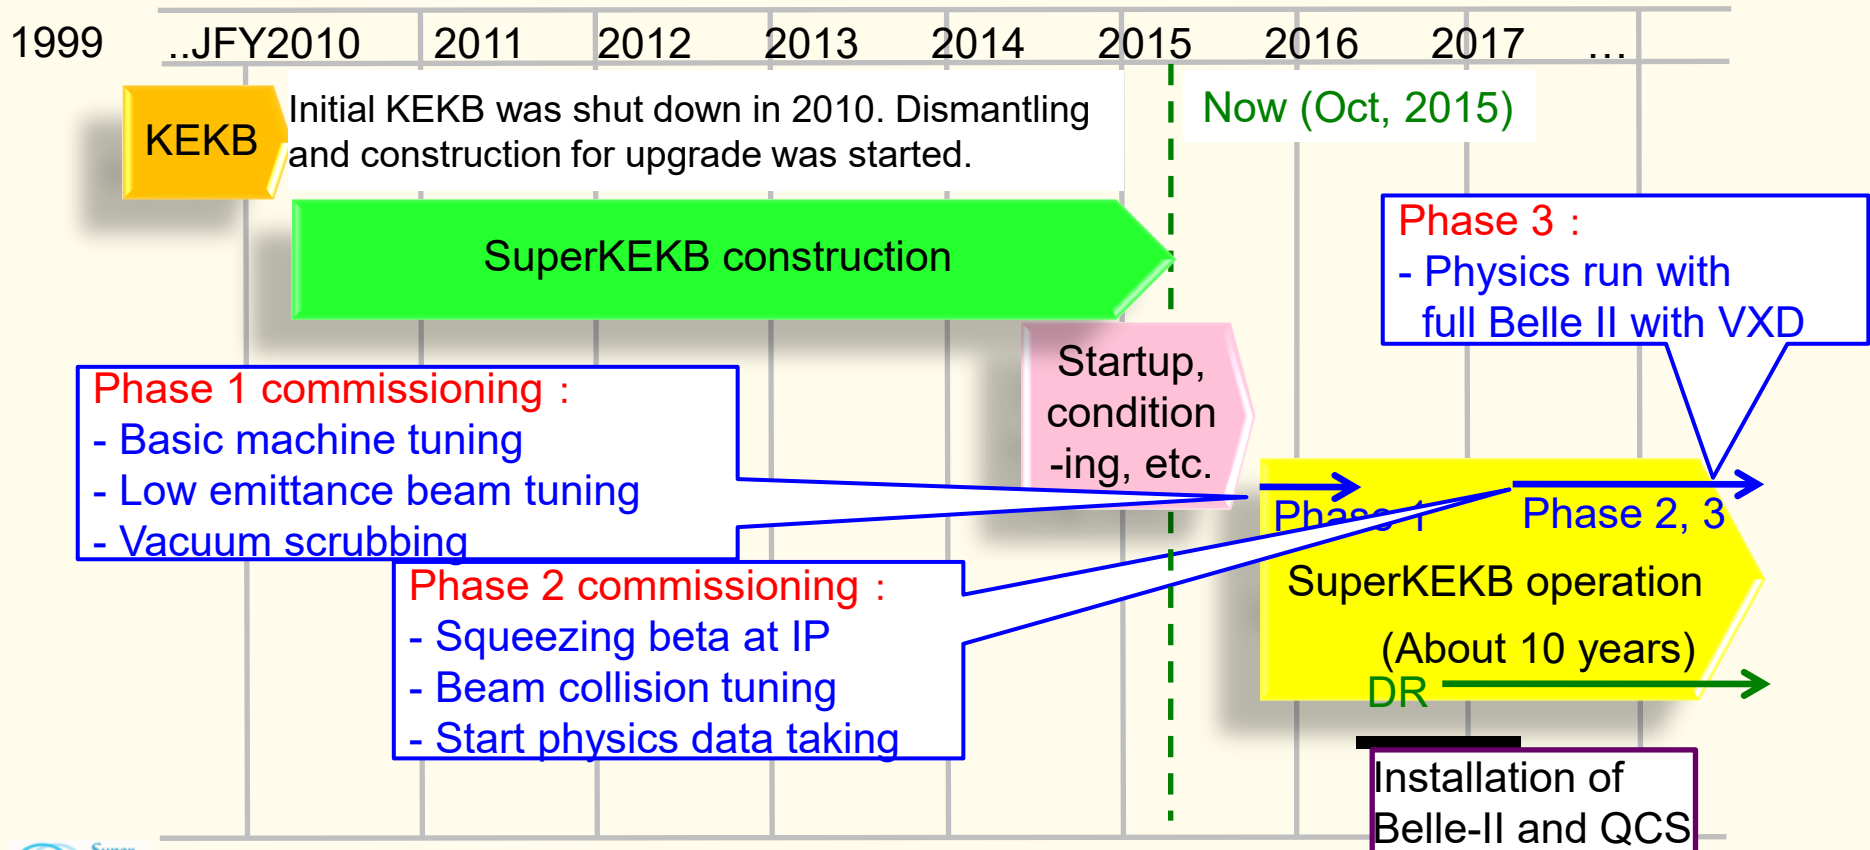 1999 ..JFY2010 2011 2012 2013 2014 2015 2016 2017 ...
KEKB
Initial KEKB was shut down in 2010. Dismantling
and construction for upgrade was started.
Now (Oct, 2015)
SuperKEKB construction
Phase 3 :
- Physics run with
full Belle II with VXD
Startup,
condition
-ing, etc.
Phase 1 commissioning :
- Basic machine tuning
- Low emittance beam tuning
- Vacuum scrubbing
Phase 1
Phase 2, 3
Phase 2 commissioning :
- Squeezing beta at IP
- Beam collision tuning
- Start physics data taking
SuperKEKB operation
(About 10 years)
DR
Installation of
Belle-II and QCS
Super